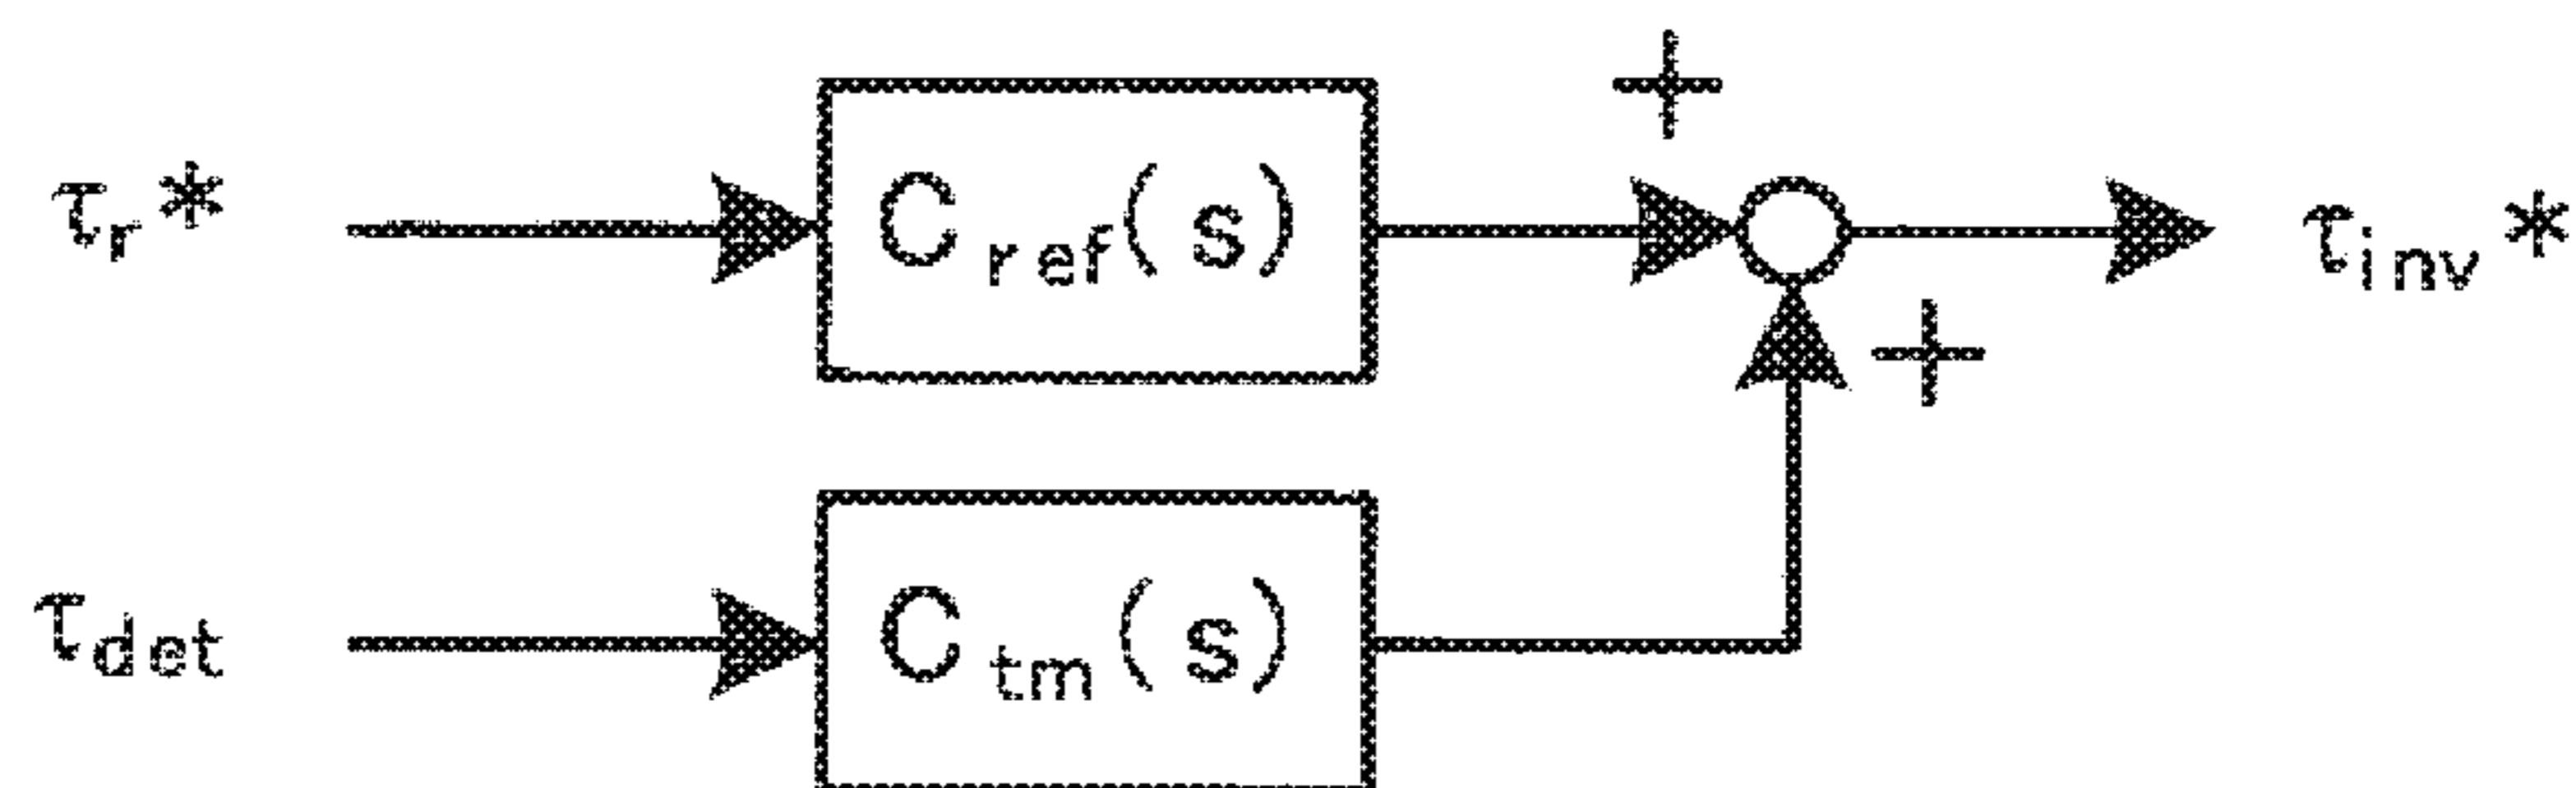 +
τr* Cref(s) τinv*
+
τdet Ctm(s)